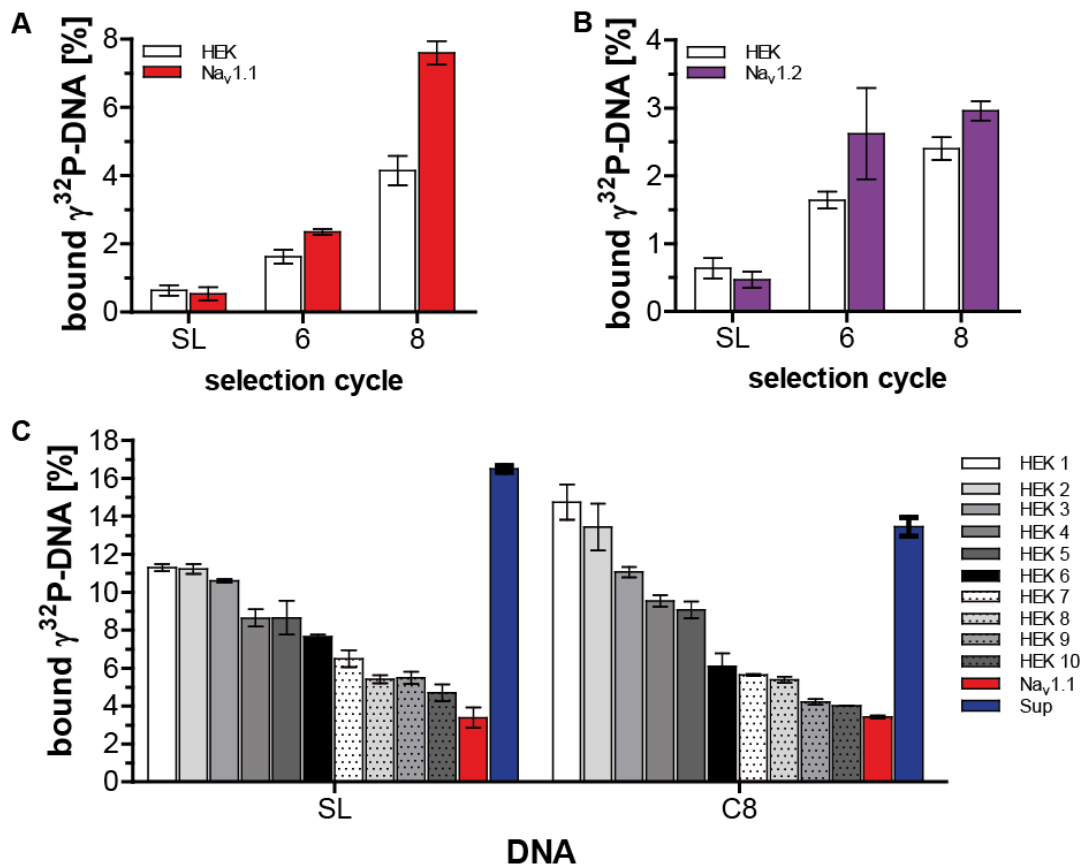 A
bound γ³²P-DNA [%]
8
6
4
2
0
HEK
Naᵥ1.1
SL 6 8
selection cycle
B
bound γ³²P-DNA [%]
4
3
2
1
0
HEK
Naᵥ1.2
SL 6 8
selection cycle
C
bound γ³²P-DNA [%]
18
16
14
12
10
8
6
4
2
0
SL C8
DNA
HEK 1
HEK 2
HEK 3
HEK 4
HEK 5
HEK 6
HEK 7
HEK 8
HEK 9
HEK 10
Naᵥ1.1
Sup